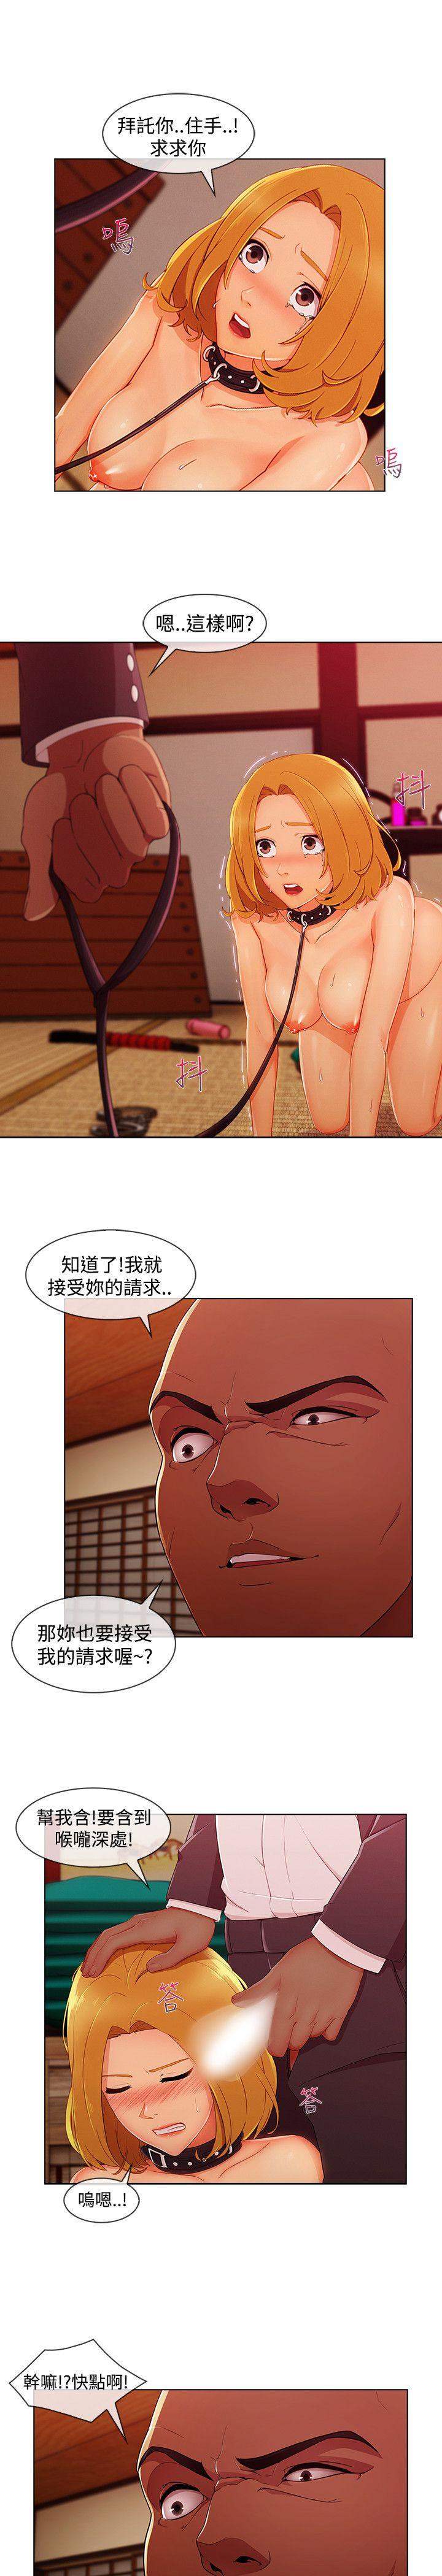 拜託你..住手..!
求求你
嗚
嗚
嗯..這樣啊?
抖
抖
知道了!我就
接受妳的請求..
那妳也要接受
我的請求喔~?
幫我含!要含到
喉嚨深處!
答
答
嗚嗯..!
幹嘛!?快點啊!